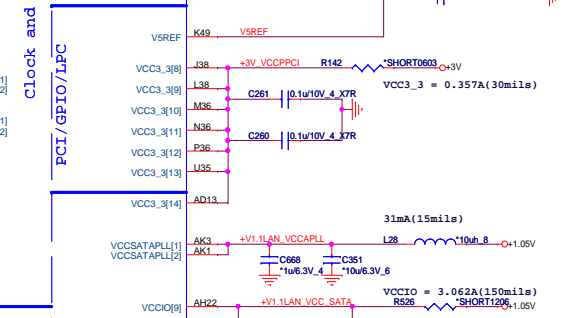 Clock and
PCI/GPIO/LPC
1]
2]
1]
2]
V5REF K49 V5REF
VCC3_3[8] J38 +3V_VCCPPCI R142 *SHORT0603 +3V
VCC3_3[9] L38 VCC3_3 = 0.357A(30mils)
VCC3_3[10] M36 C261 0.1u/10V_4_X7R
VCC3_3[11] N36
VCC3_3[12] P36 C260 0.1u/10V_4_X7R
VCC3_3[13] U35
VCC3_3[14] AD13
31mA(15mils)
VCCSATAPLL[1] AK3 +V1.1LAN_VCCAPLL L28 *10uh_8 +1.05V
VCCSATAPLL[2] AK1
C668 C351
*1u/6.3V_4 *10u/6.3V_6
VCCIO = 3.062A(150mils)
VCCIO[9] AH22 +V1.1LAN_VCC_SATA R526 *SHORT1206 +1.05V